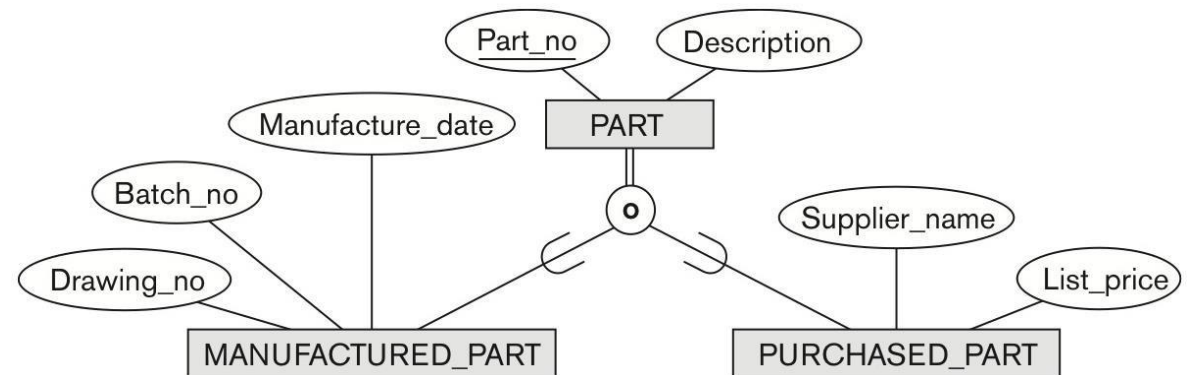 Part_no
Description
Manufacture_date
PART
Batch_no
o
Supplier_name
Drawing_no
List_price
MANUFACTURED_PART
PURCHASED_PART